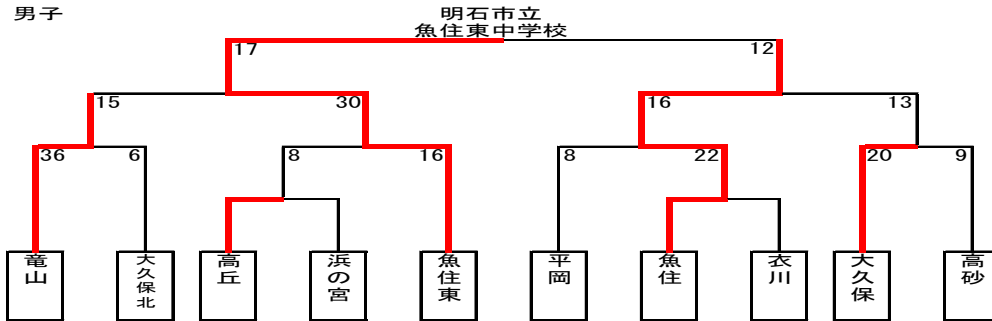 男子
明石市立
魚住東中学校
17
12
15
30
16
13
36
6
8
16
8
22
20
9
竜山
大久保北
高丘
浜の宮
魚住東
平岡
魚住
衣川
大久保
高砂